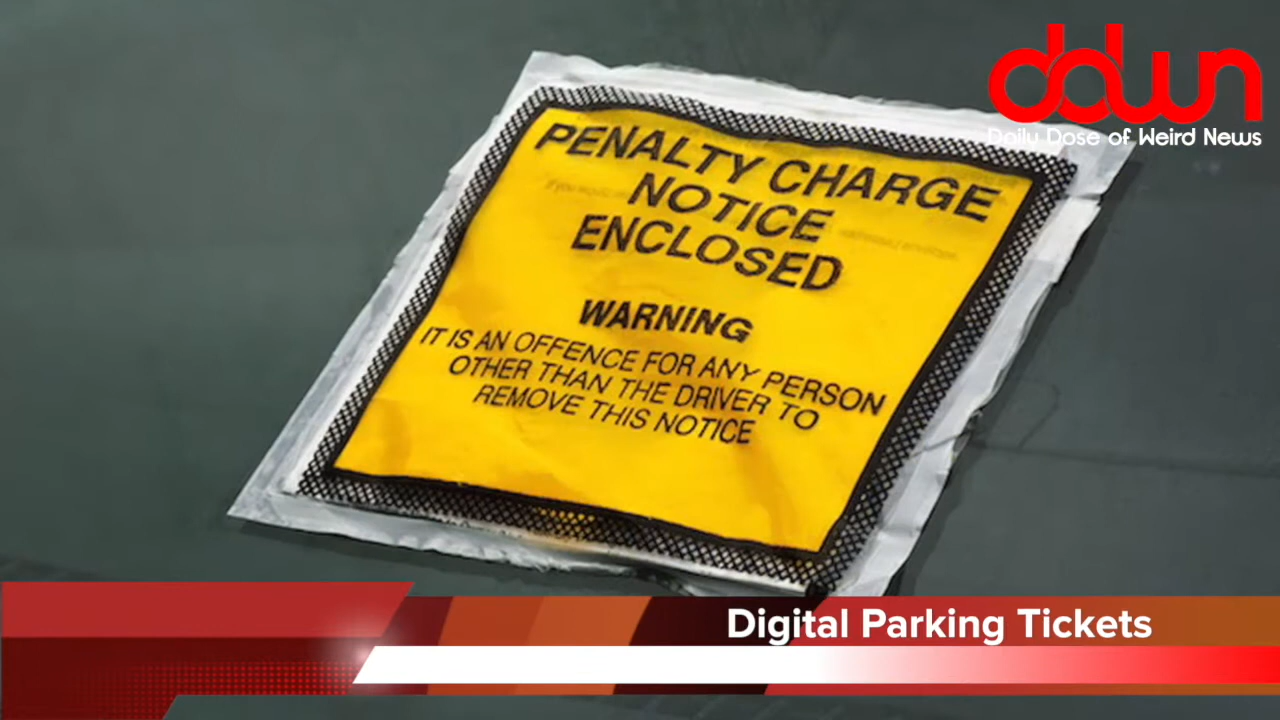 ddwn
Daily Dose of Weird News
PENALTY CHARGE
NOTICE
ENCLOSED
WARNING
IT IS AN OFFENCE FOR ANY PERSON
OTHER THAN THE DRIVER TO
REMOVE THIS NOTICE
Digital Parking Tickets